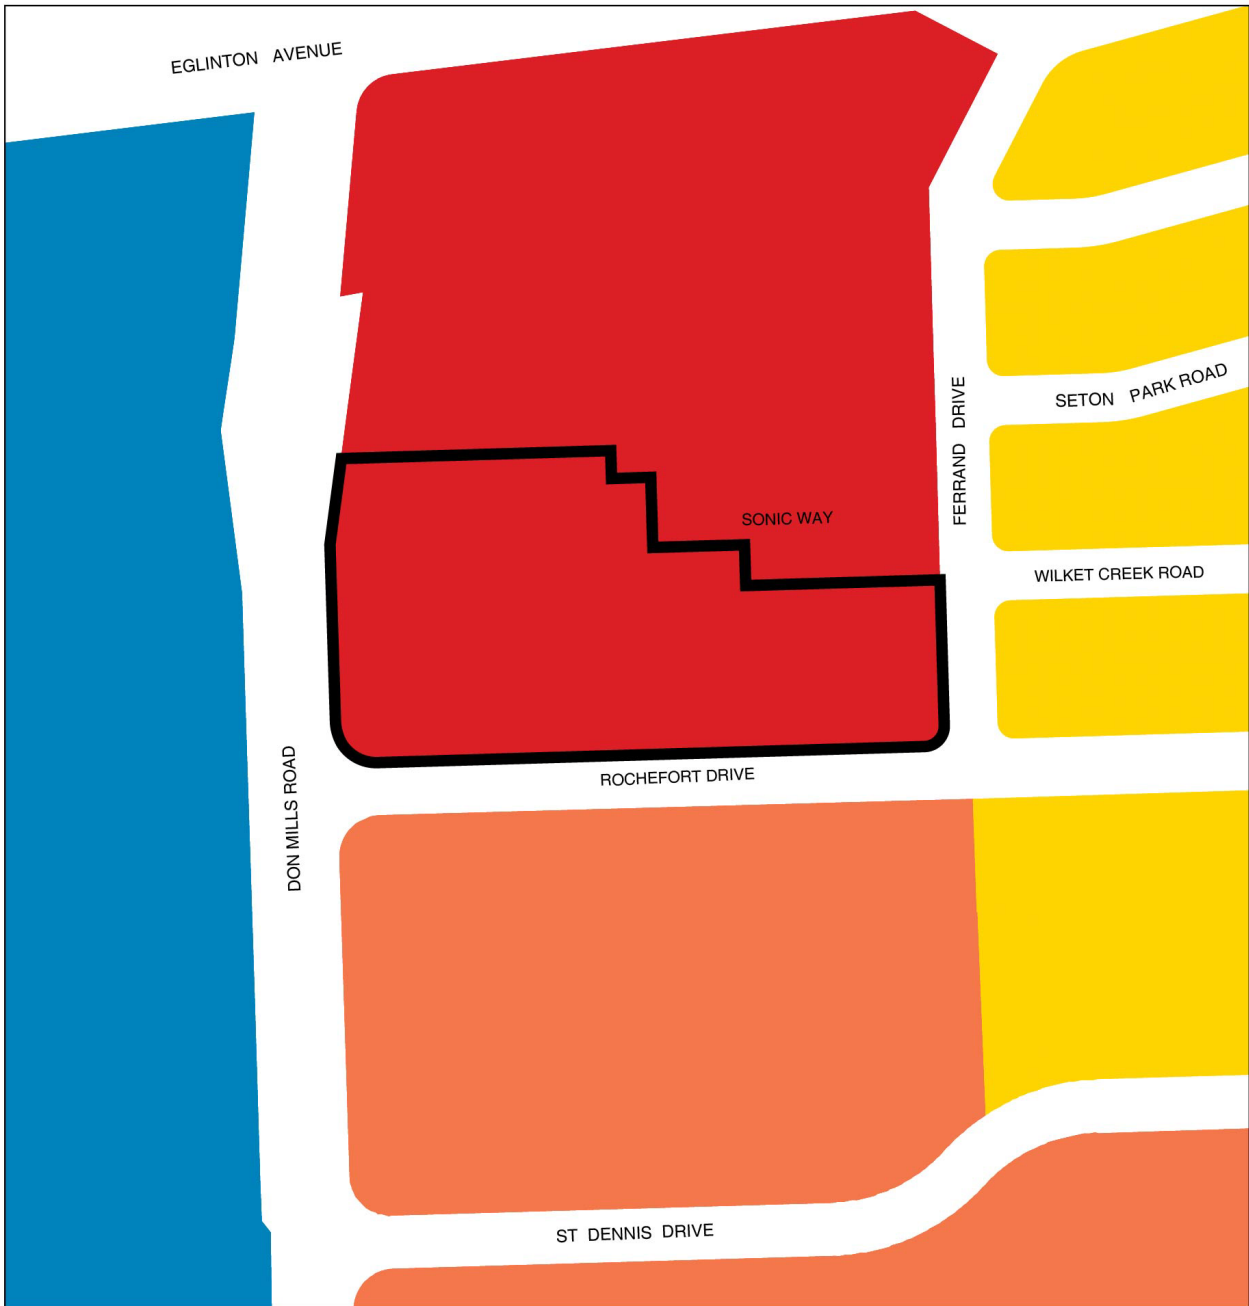 EGLINTON AVENUE
SETON PARK ROAD
FERRAND DRIVE
SONIC WAY
WILKET CREEK ROAD
ROCHEFORT DRIVE
DON MILLS ROAD
ST DENNIS DRIVE